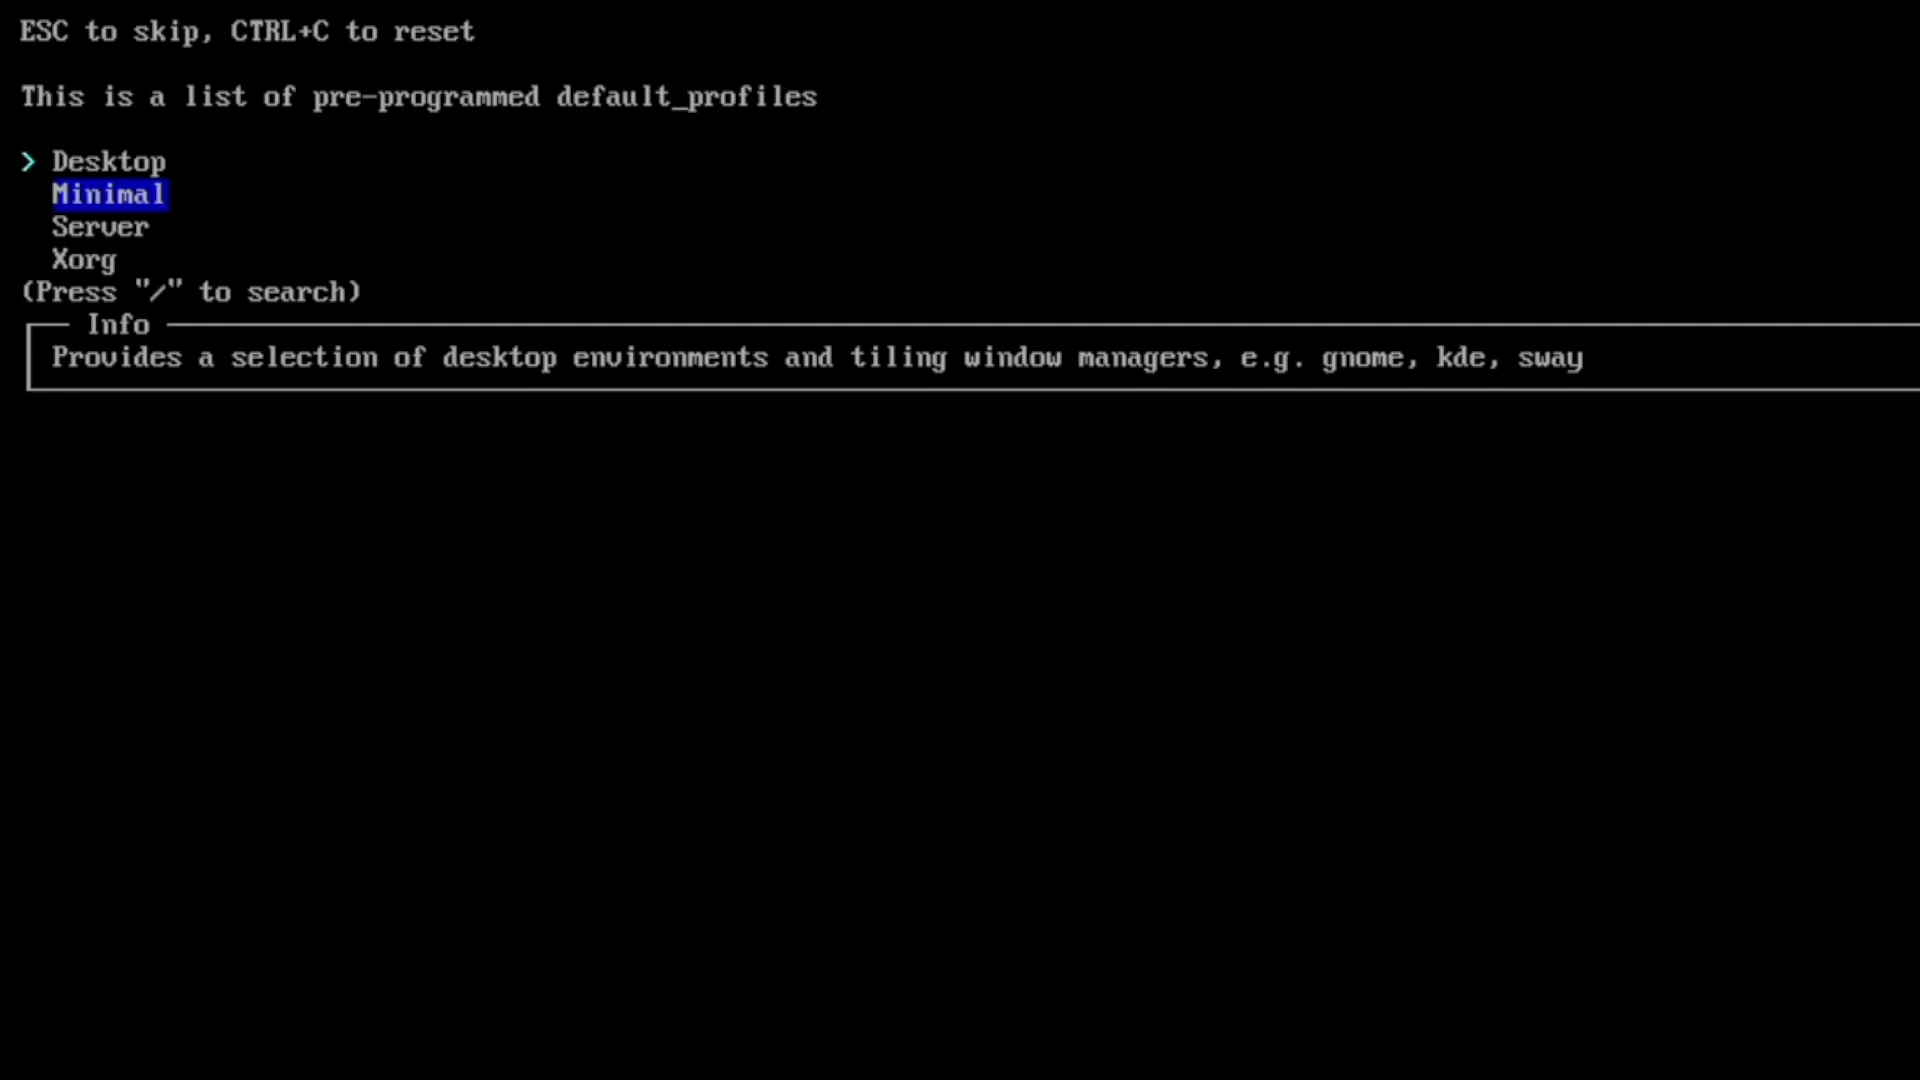 ESC to skip, CTRL+C to reset
This is a list of pre-programmed default_profiles
> Desktop
Minimal
Server
Xorg
(Press "/" to search)
Info
Provides a selection of desktop environments and tiling window managers, e.g. gnome, kde, sway